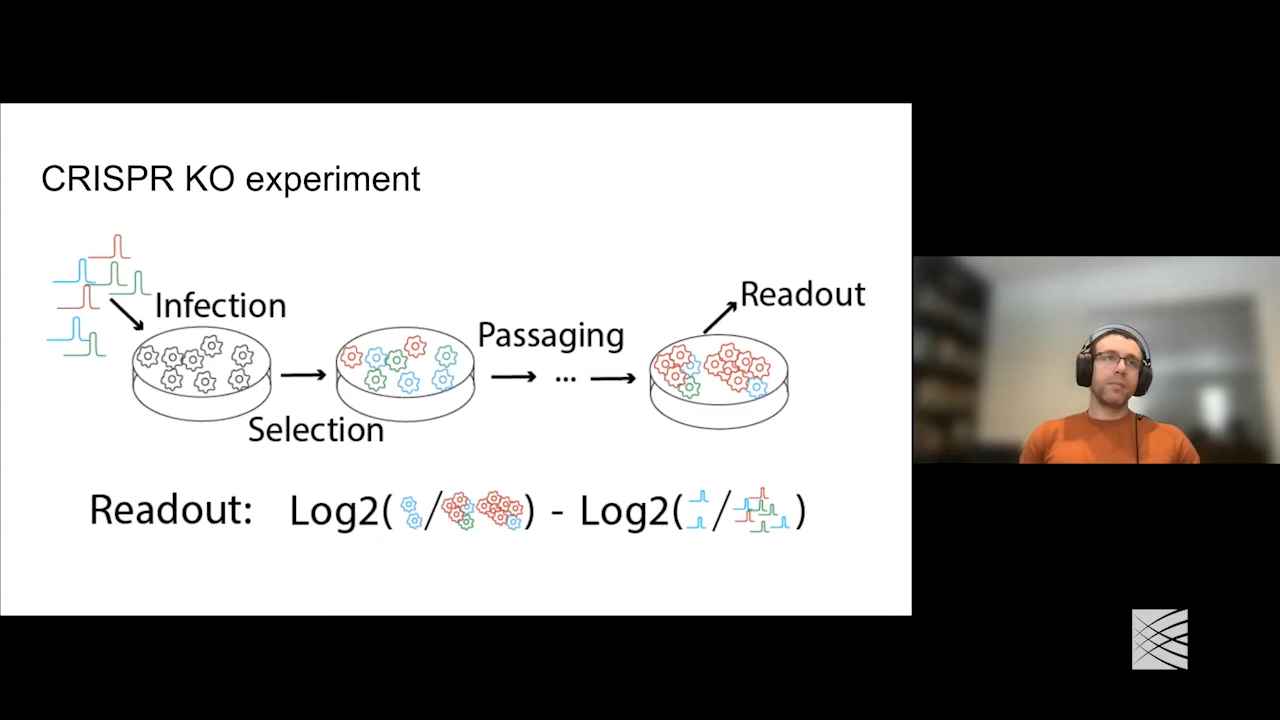 CRISPR KO experiment
Infection
Selection
Passaging
...
Readout
Readout: Log2( / ) - Log2( / )